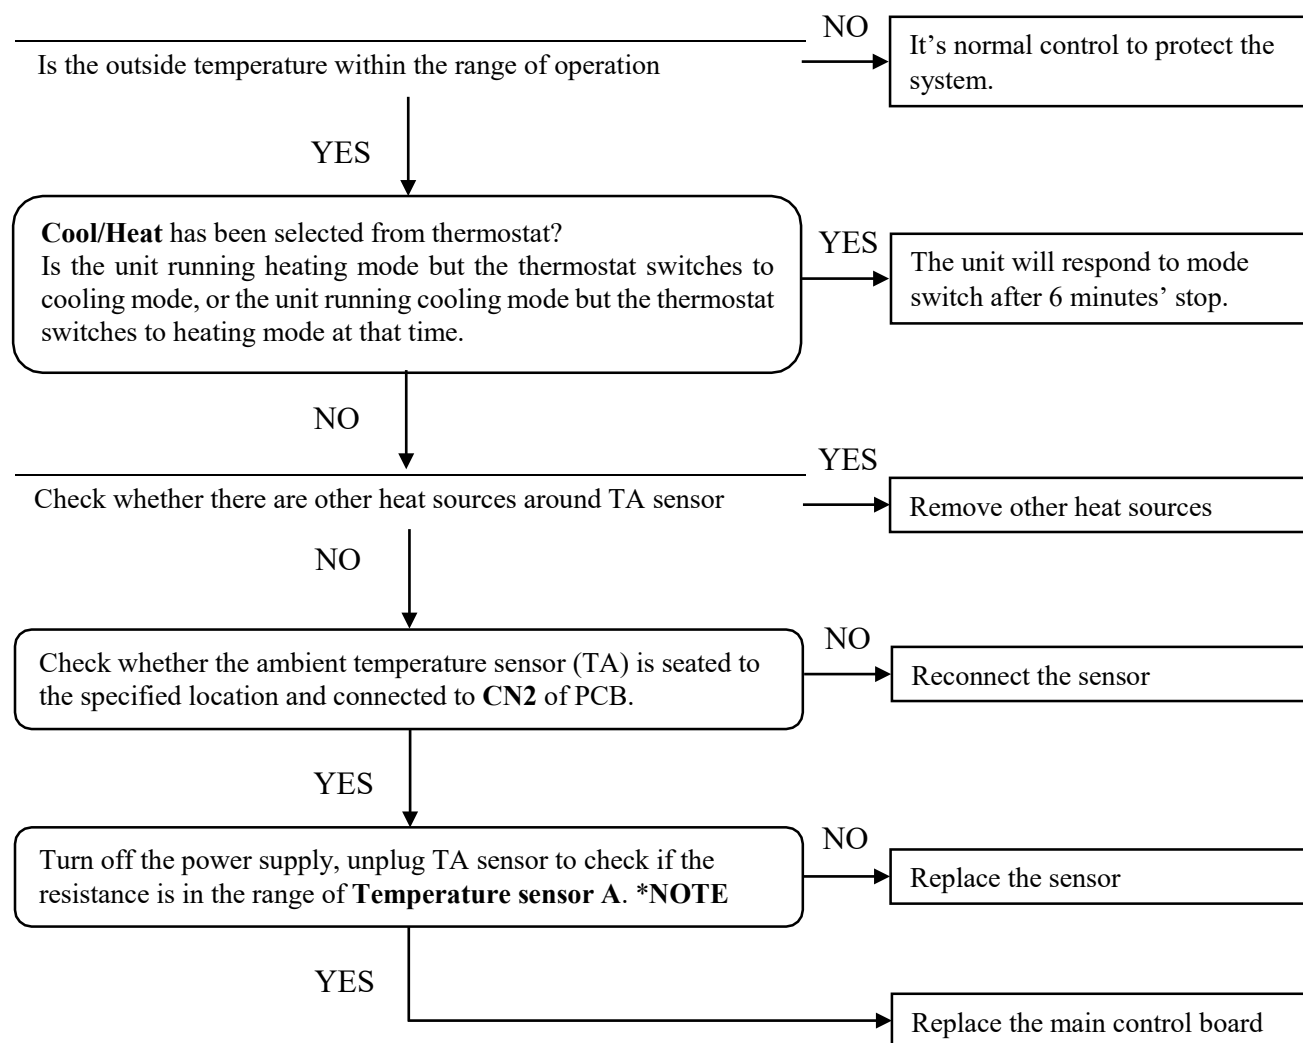 NO
It’s normal control to protect the
system.
Is the outside temperature within the range of operation
YES
Cool/Heat has been selected from thermostat?
Is the unit running heating mode but the thermostat switches to
cooling mode, or the unit running cooling mode but the thermostat
switches to heating mode at that time.
YES
The unit will respond to mode
switch after 6 minutes’ stop.
NO
YES
Check whether there are other heat sources around TA sensor
Remove other heat sources
NO
Check whether the ambient temperature sensor (TA) is seated to
the specified location and connected to CN2 of PCB.
NO
Reconnect the sensor
YES
Turn off the power supply, unplug TA sensor to check if the
resistance is in the range of Temperature sensor A. *NOTE
NO
Replace the sensor
YES
Replace the main control board